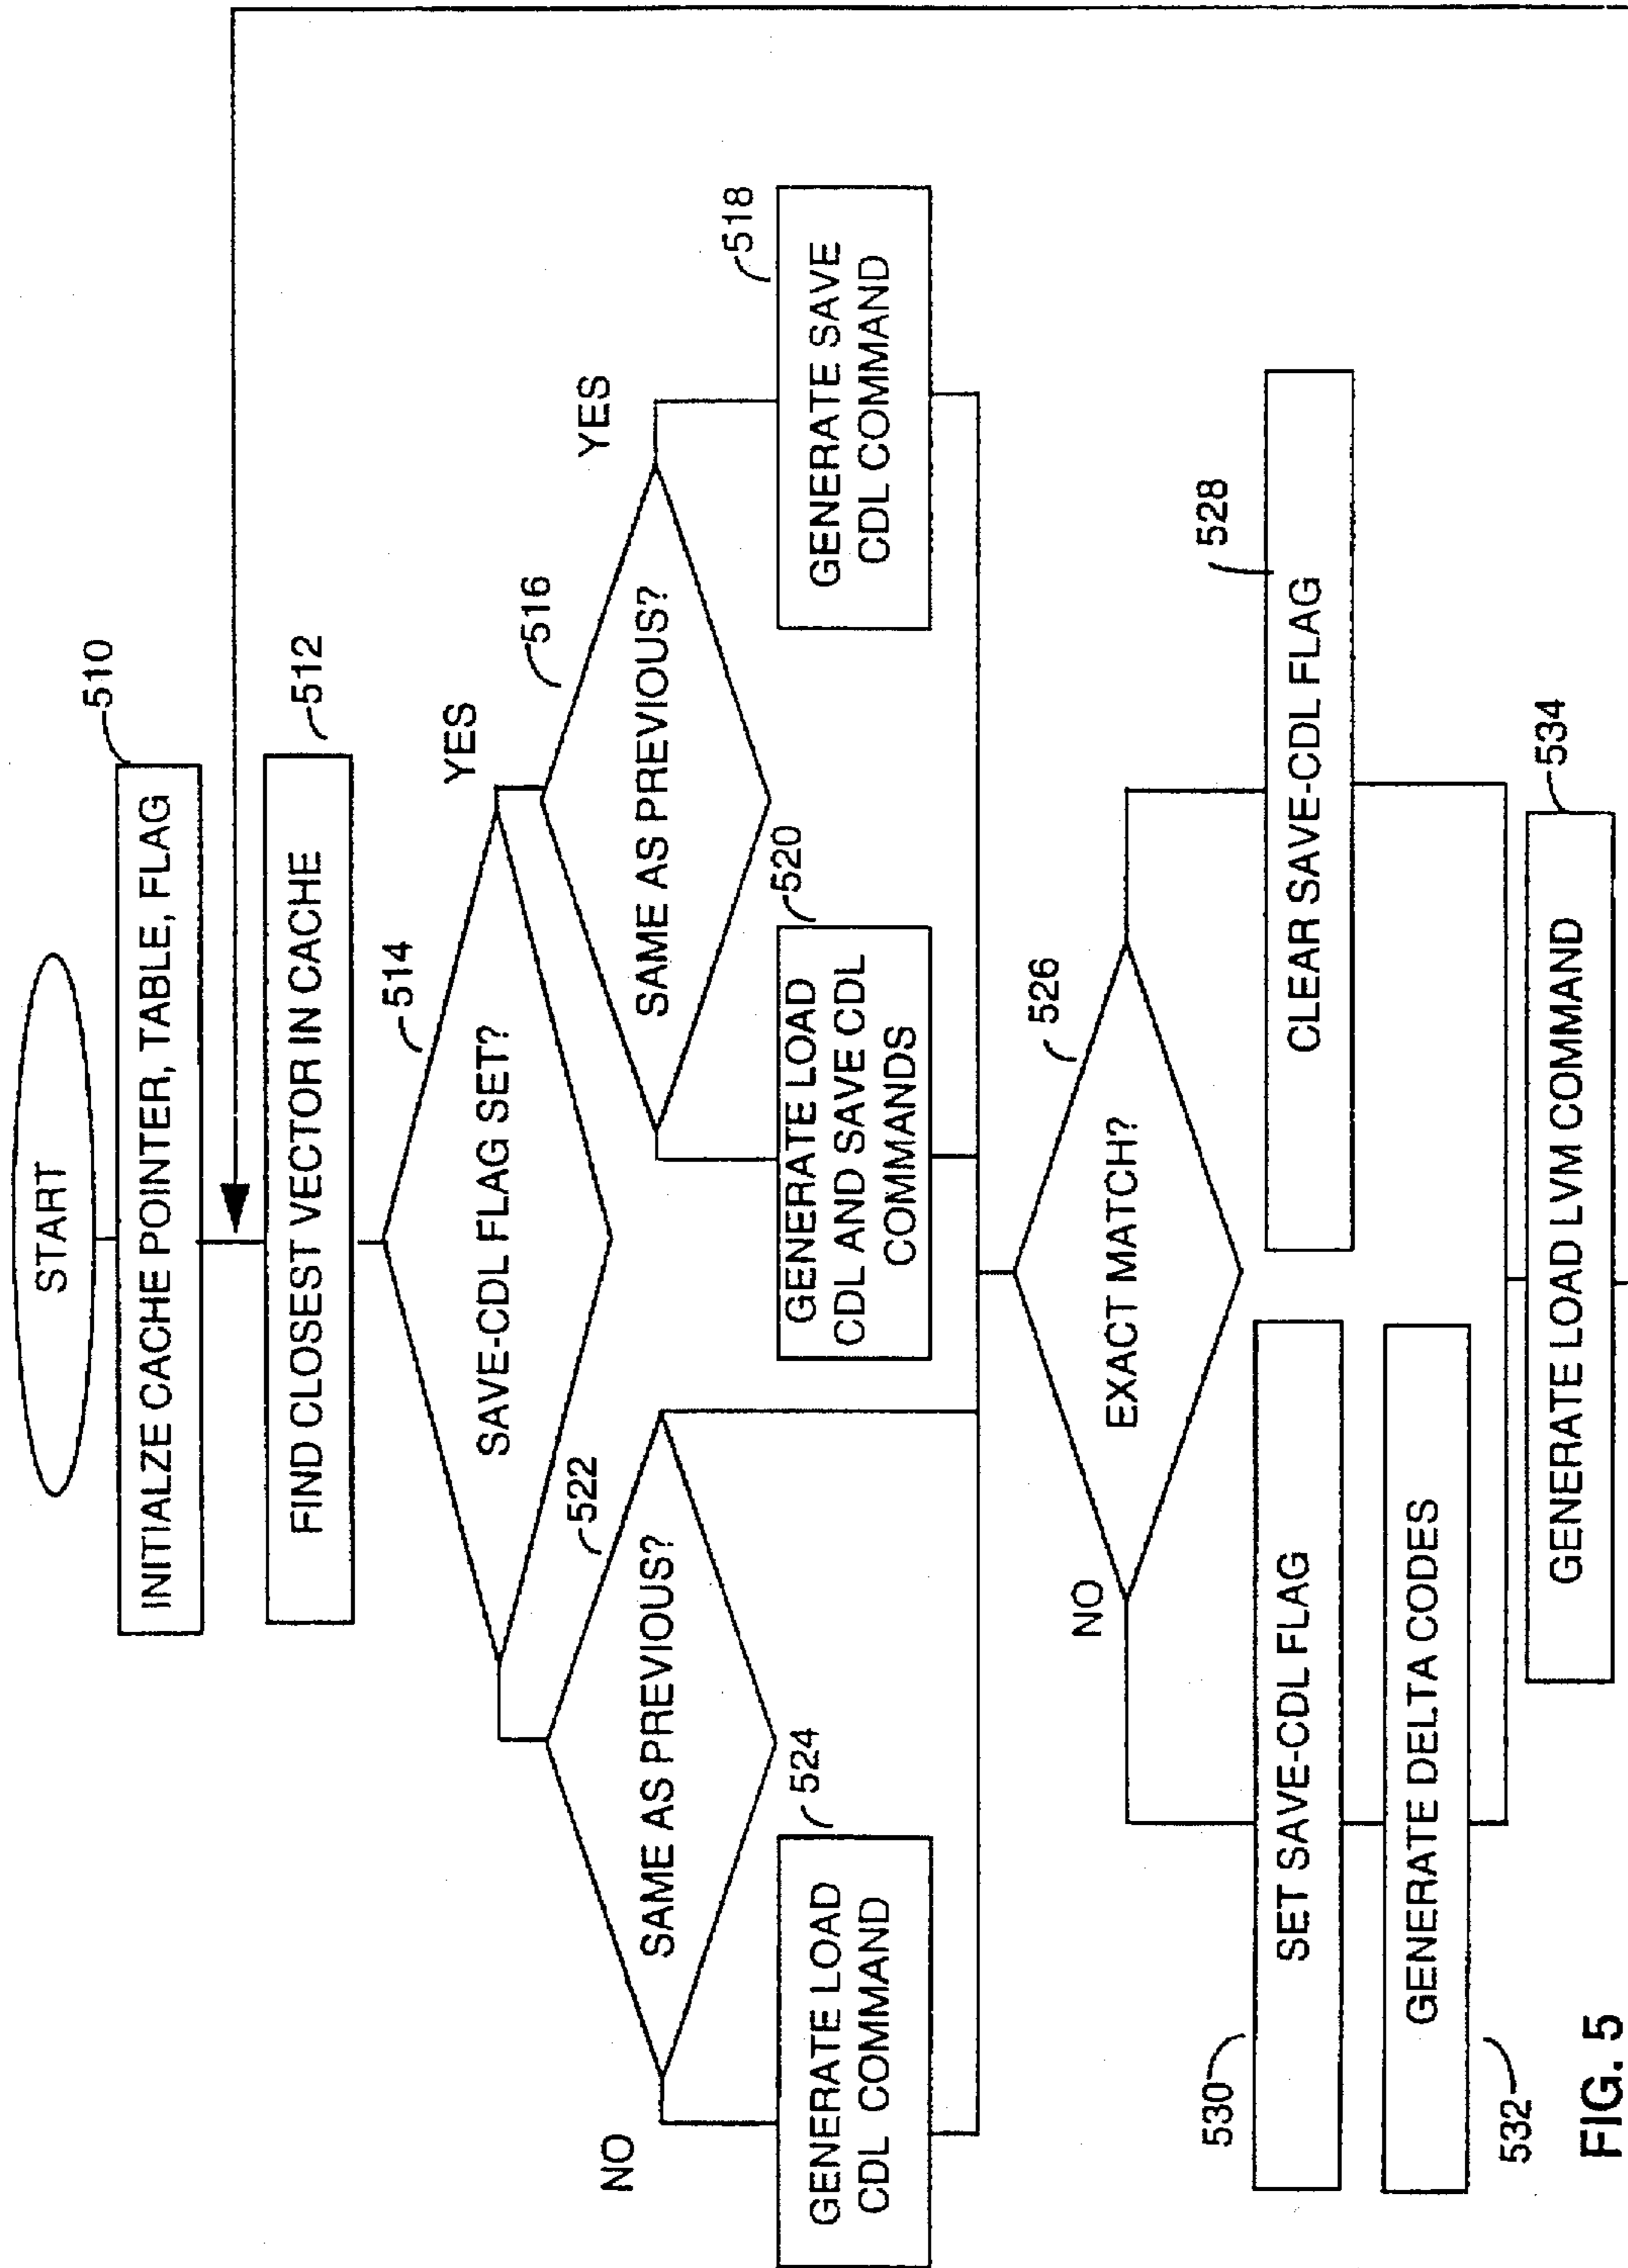 START
510
INITIALZE CACHE POINTER, TABLE, FLAG
512
FIND CLOSEST VECTOR IN CACHE
514
YES
SAVE-CDL FLAG SET?
522
516
YES
SAME AS PREVIOUS?
SAME AS PREVIOUS?
NO
524
520
518
GENERATE LOAD
CDL COMMAND
GENERATE LOAD
CDL AND SAVE CDL
COMMANDS
GENERATE SAVE
CDL COMMAND
526
NO
EXACT MATCH?
528
530
SET SAVE-CDL FLAG
CLEAR SAVE-CDL FLAG
GENERATE DELTA CODES
532
534
GENERATE LOAD LVM COMMAND
FIG. 5